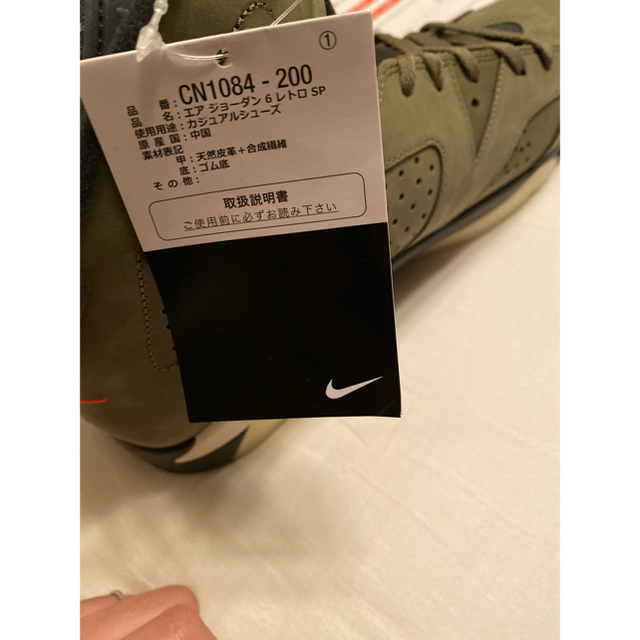 ①
品　番：CN1084 - 200
品　名：エア ジョーダン 6 レトロ SP
使用用途：カジュアルシューズ
原 産 国：中国
素材表記
甲：天然皮革＋合成繊維
底：ゴム底
そ の 他：
取扱説明書
ご使用前に必ずお読み下さい